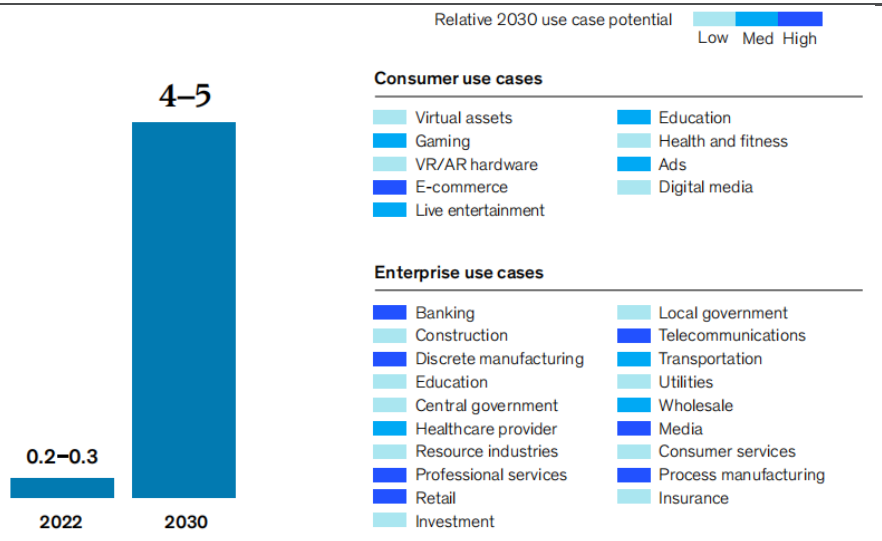 Relative 2030 use case potential
Low Med High
4–5
0.2–0.3
2022 2030
Consumer use cases
Virtual assets
Gaming
VR/AR hardware
E-commerce
Live entertainment
Education
Health and fitness
Ads
Digital media
Enterprise use cases
Banking
Construction
Discrete manufacturing
Education
Central government
Healthcare provider
Resource industries
Professional services
Retail
Investment
Local government
Telecommunications
Transportation
Utilities
Wholesale
Media
Consumer services
Process manufacturing
Insurance